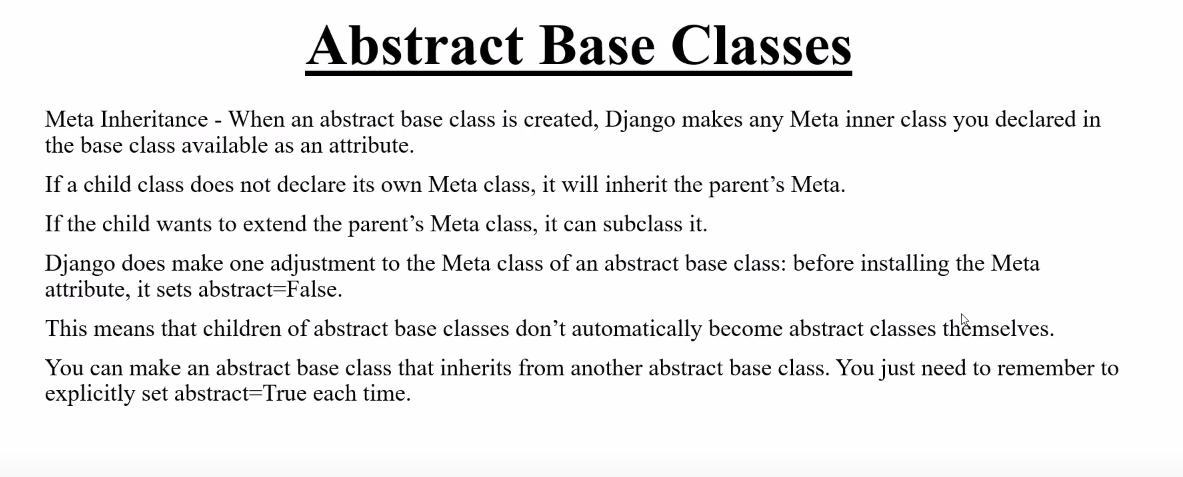 Abstract Base Classes
Meta Inheritance - When an abstract base class is created, Django makes any Meta inner class you declared in
the base class available as an attribute.
If a child class does not declare its own Meta class, it will inherit the parent’s Meta.
If the child wants to extend the parent’s Meta class, it can subclass it.
Django does make one adjustment to the Meta class of an abstract base class: before installing the Meta
attribute, it sets abstract=False.
This means that children of abstract base classes don’t automatically become abstract classes themselves.
You can make an abstract base class that inherits from another abstract base class. You just need to remember to
explicitly set abstract=True each time.